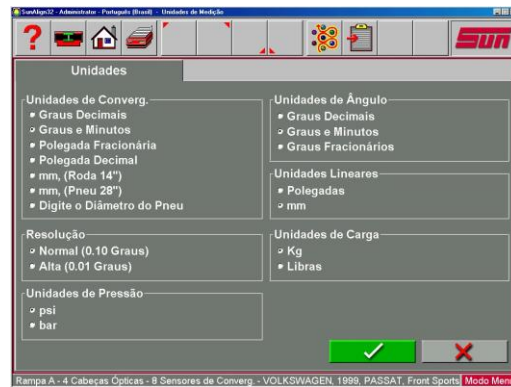 SunAlign32 - Administrator - Português (Brasil) - Unidades de Medição
Sun
Unidades
Unidades de Converg.
Graus Decimais
Graus e Minutos
Polegada Fracionária
Polegada Decimal
mm, (Roda 14")
mm, (Pneu 28")
Digite o Diâmetro do Pneu
Resolução
Normal (0.10 Graus)
Alta (0.01 Graus)
Unidades de Pressão
psi
bar
Unidades de Ângulo
Graus Decimais
Graus e Minutos
Graus Fracionários
Unidades Lineares
Polegadas
mm
Unidades de Carga
Kg
Libras
Rampa A - 4 Cabeças Ópticas - 8 Sensores de Converg. - VOLKSWAGEN, 1999, PASSAT, Front Sports Modo Menu